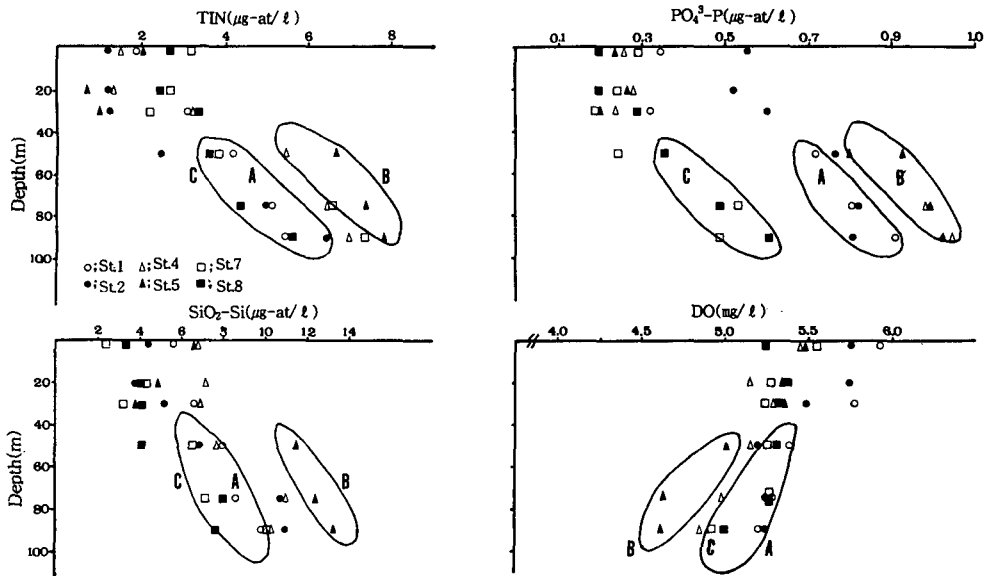 TIN(μg-at/ℓ)
2 4 6 8
20
40
60
80
100
Depth(m)
C A B
○;St.1 △;St.4 □;St.7
●;St.2 ▲;St.5 ■;St.8
PO₄³-P(μg-at/ℓ)
0.1 0.3 0.6 0.7 0.9 1.0
C A B
SiO₂-Si(μg-at/ℓ)
2 4 6 8 10 12 14
20
40
60
80
100
Depth(m)
C A B
DO(mg/ℓ)
4.0 5.0 5.5 6.0
B C A